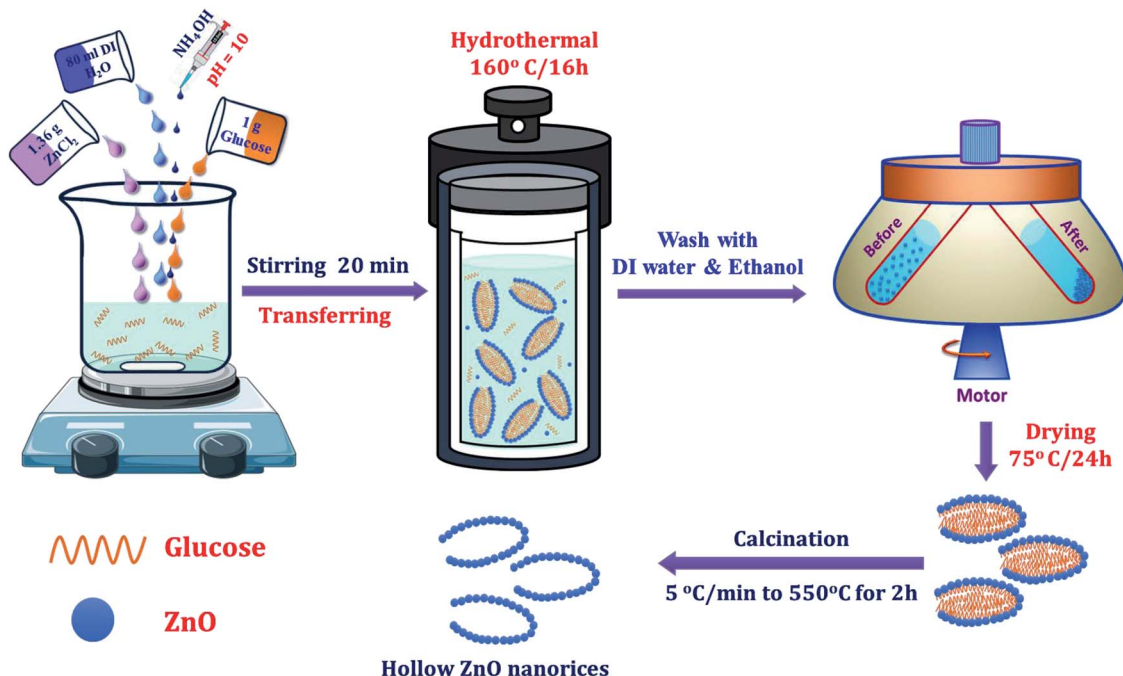 80 ml DI
H₂O
NH₄OH
pH = 10
1.36 g
ZnCl₂
1 g
Glucose
Stirring 20 min
Transferring
Hydrothermal
160° C/16h
Wash with
DI water & Ethanol
Before
After
Motor
Drying
75° C/24h
Calcination
5 °C/min to 550°C for 2h
Glucose
ZnO
Hollow ZnO nanorices